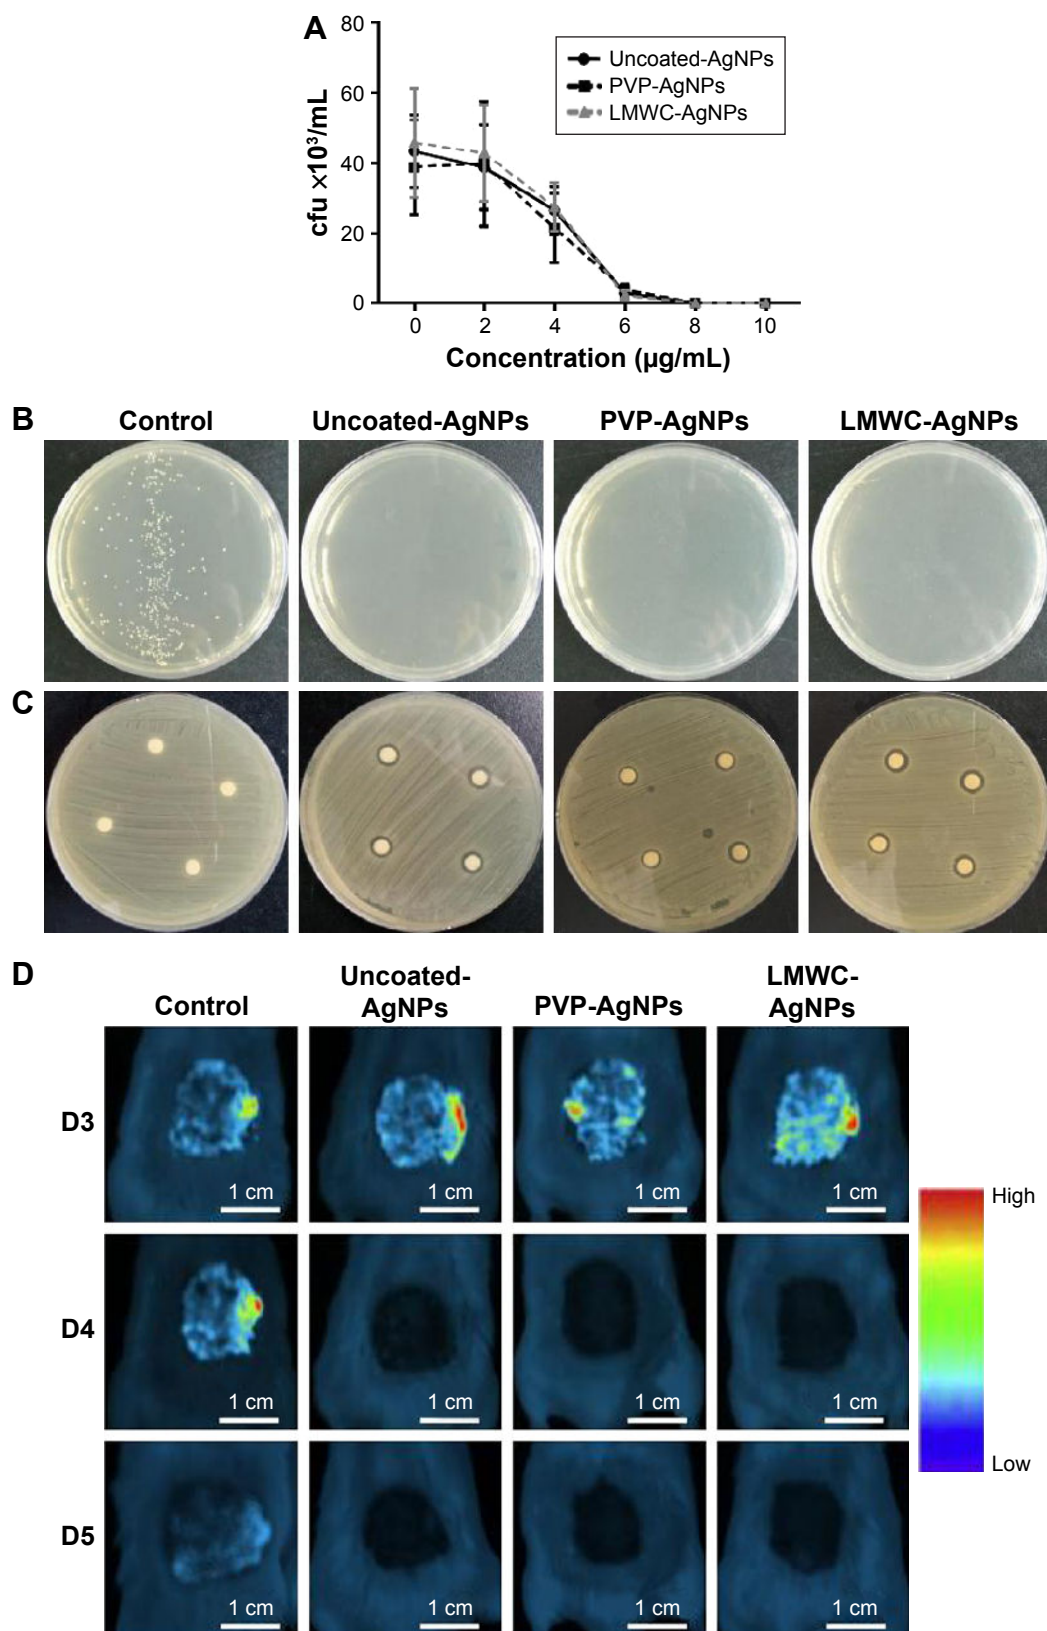 A
80
60
40
20
0
cfu ×10³/mL
Uncoated-AgNPs
PVP-AgNPs
LMWC-AgNPs
0 2 4 6 8 10
Concentration (µg/mL)
B
Control Uncoated-AgNPs PVP-AgNPs LMWC-AgNPs
C
D
Control Uncoated- PVP-AgNPs LMWC-
AgNPs AgNPs
D3
1 cm 1 cm 1 cm 1 cm
High
D4
1 cm 1 cm 1 cm 1 cm
Low
D5
1 cm 1 cm 1 cm 1 cm